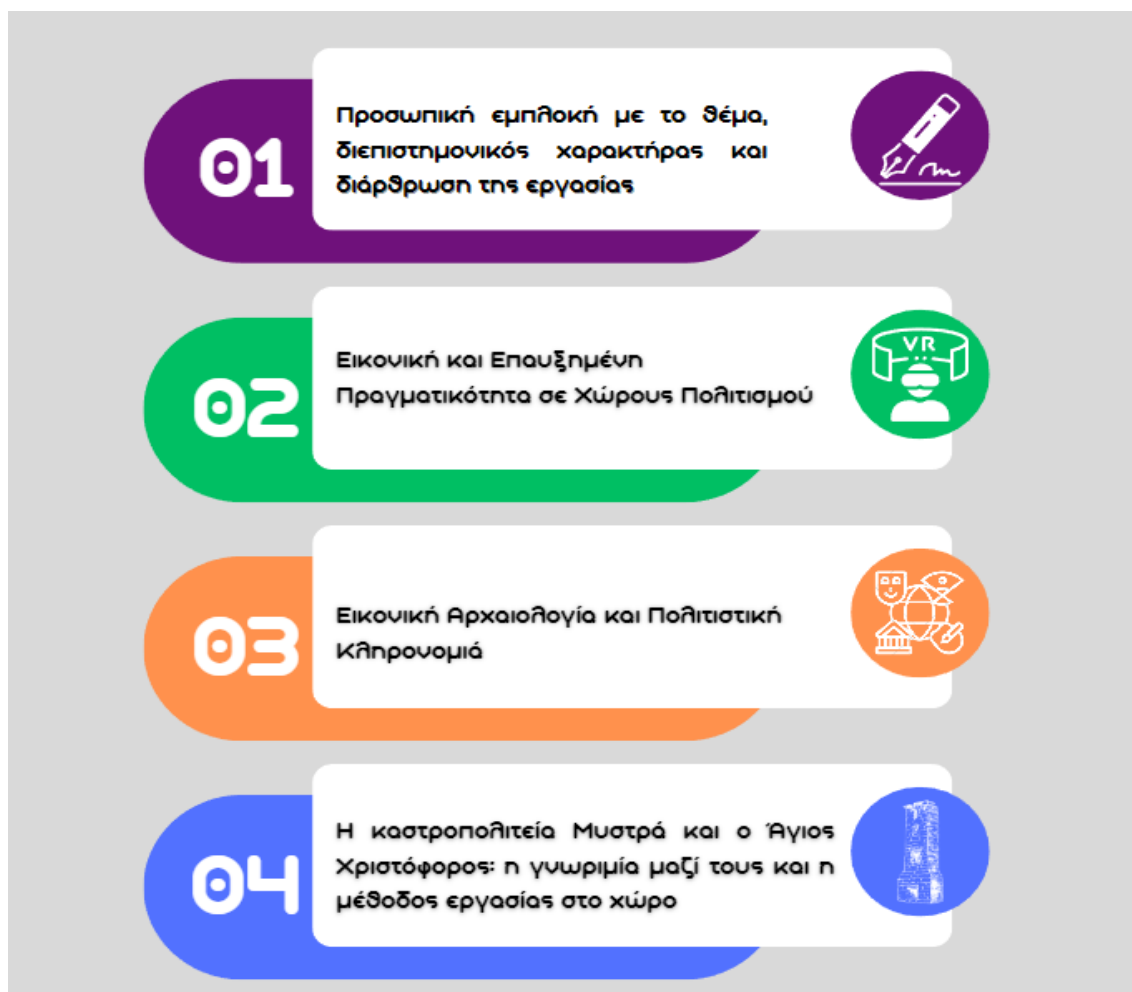 01
Προσωπική εμπλοκή με το θέμα,
διεπιστημονικός χαρακτήρας και
διάρθρωση της εργασίας
02
Εικονική και Επαυξημένη
Πραγματικότητα σε Χώρους Πολιτισμού
VR
03
Εικονική Αρχαιολογία και Πολιτιστική
Κληρονομιά
04
Η καστροπολιτεία Μυστρά και ο Άγιος
Χριστόφορος: η γνωριμία μαζί τους και η
μέθοδος εργασίας στο χώρο